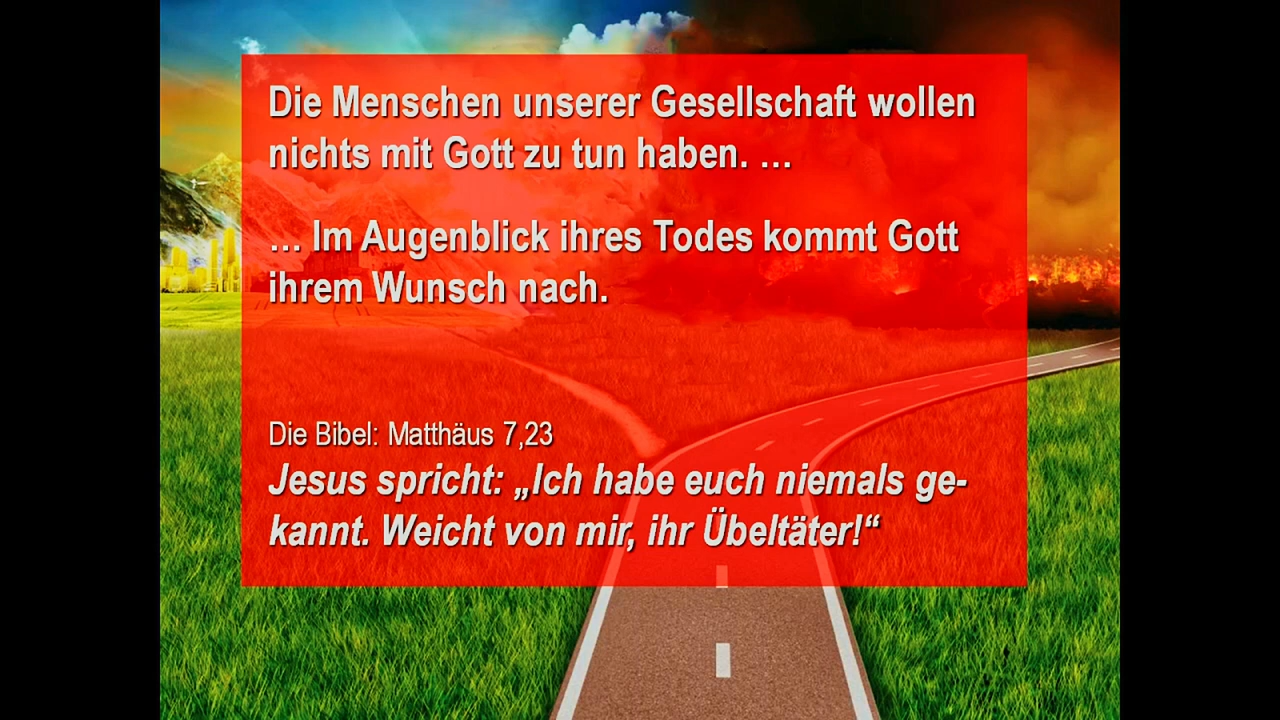 Die Menschen unserer Gesellschaft wollen
nichts mit Gott zu tun haben. …
… Im Augenblick ihres Todes kommt Gott
ihrem Wunsch nach.
Die Bibel: Matthäus 7,23
Jesus spricht: „Ich habe euch niemals ge-
kannt. Weicht von mir, ihr Übeltäter!“